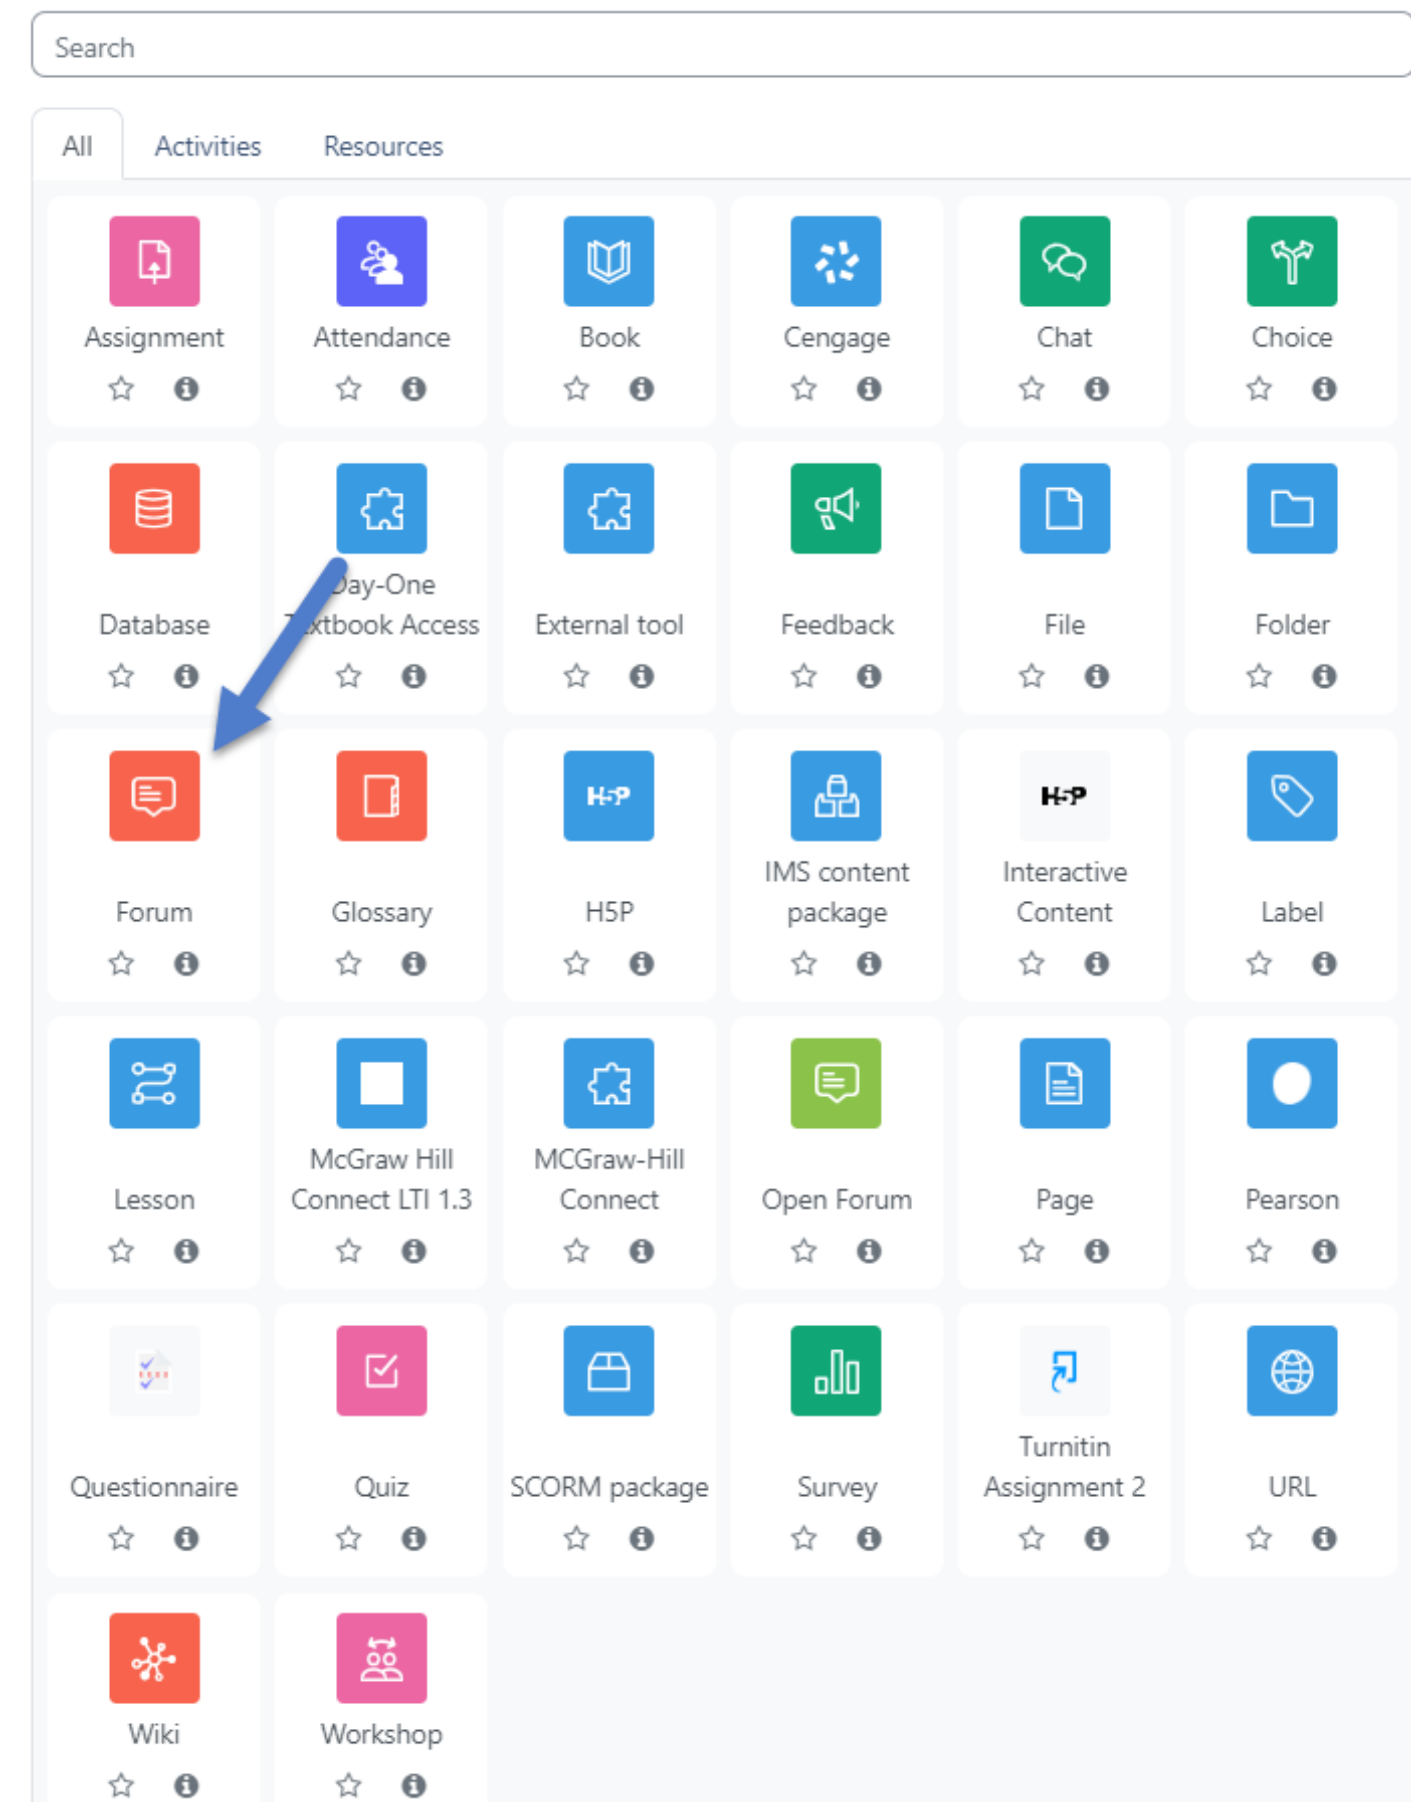 Search
All Activities Resources
Assignment Attendance Book Cengage Chat Choice
Day-One
Database Textbook Access External tool Feedback File Folder
H5P H5P
IMS content Interactive
Forum Glossary H5P package Content Label
McGraw Hill MCGraw-Hill
Lesson Connect LTI 1.3 Connect Open Forum Page Pearson
Turnitin
Questionnaire Quiz SCORM package Survey Assignment 2 URL
Wiki Workshop